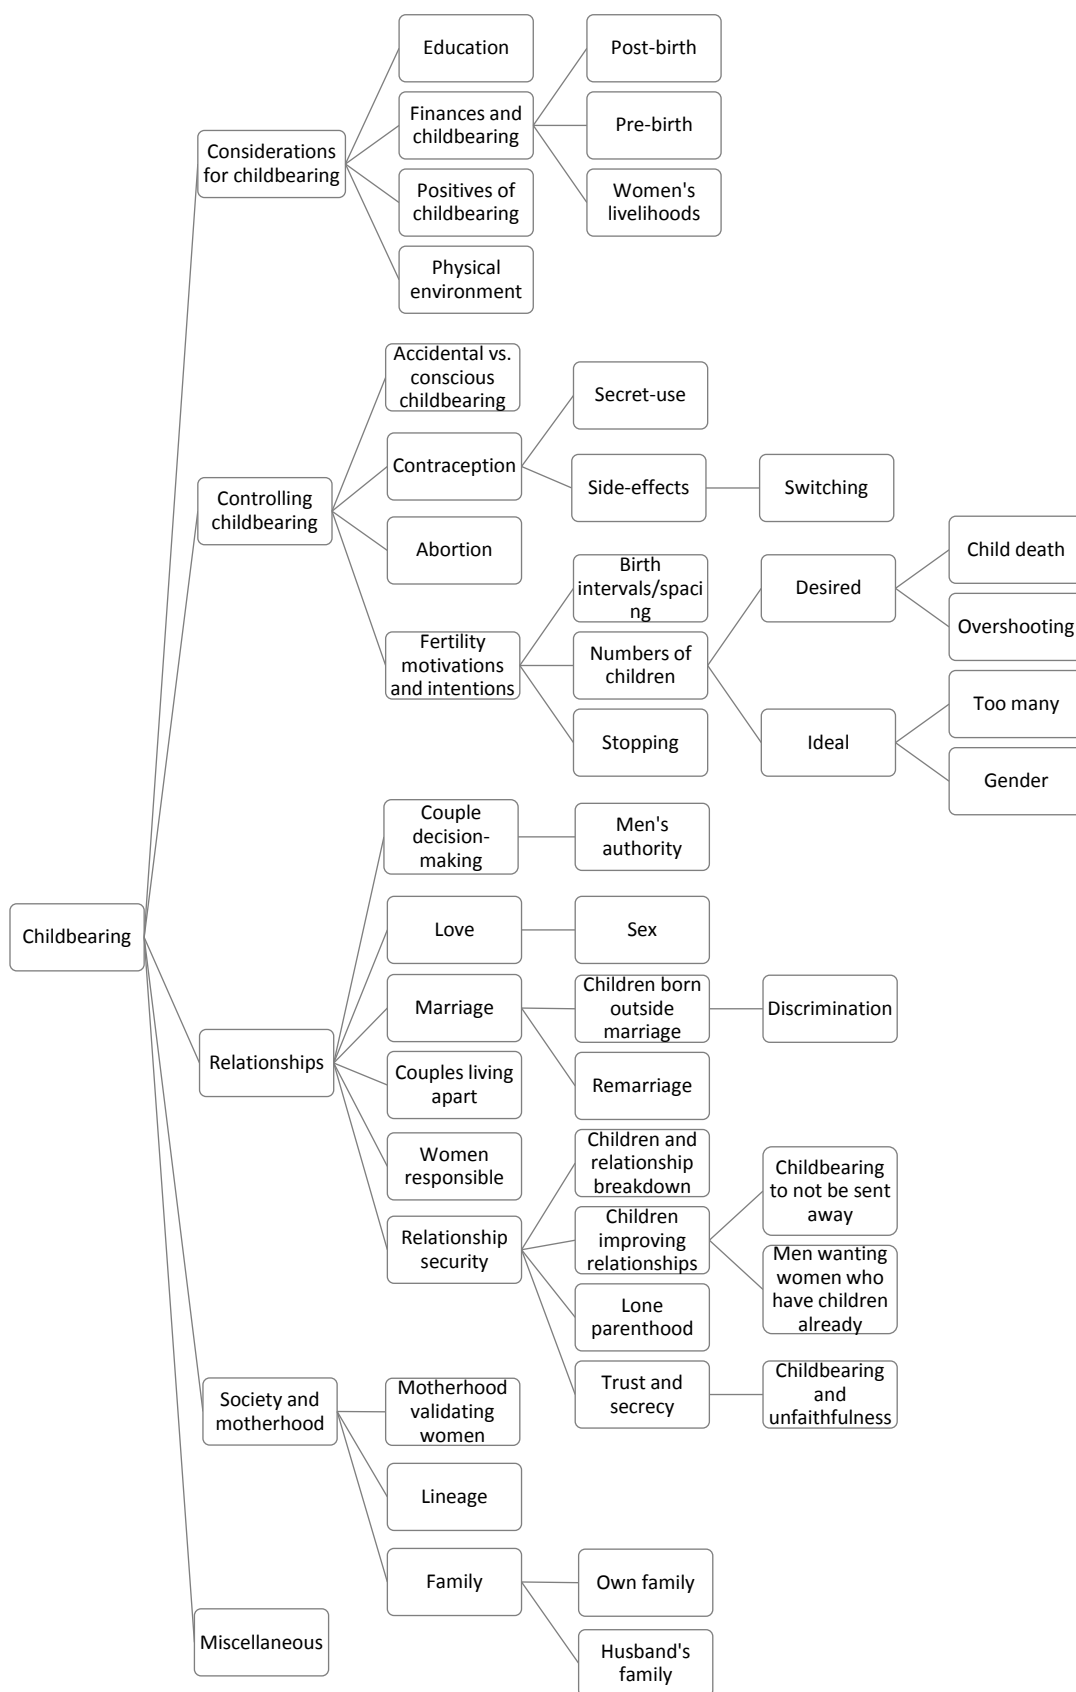 Education
Post-birth
Finances and
childbearing
Pre-birth
Considerations
for childbearing
Positives of
childbearing
Women's
livelihoods
Physical
environment
Accidental vs.
conscious
childbearing
Secret-use
Contraception
Side-effects
Switching
Controlling
childbearing
Abortion
Birth
intervals/spaci
ng
Desired
Child death
Overshooting
Fertility
motivations
and intentions
Numbers of
children
Too many
Stopping
Ideal
Gender
Couple
decision-
making
Men's
authority
Childbearing
Love
Sex
Marriage
Children born
outside
marriage
Discrimination
Relationships
Couples living
apart
Remarriage
Women
responsible
Children and
relationship
breakdown
Childbearing
to not be sent
away
Relationship
security
Children
improving
relationships
Men wanting
women who
have children
already
Lone
parenthood
Trust and
secrecy
Childbearing
and
unfaithfulness
Society and
motherhood
Motherhood
validating
women
Lineage
Family
Own family
Miscellaneous
Husband's
family